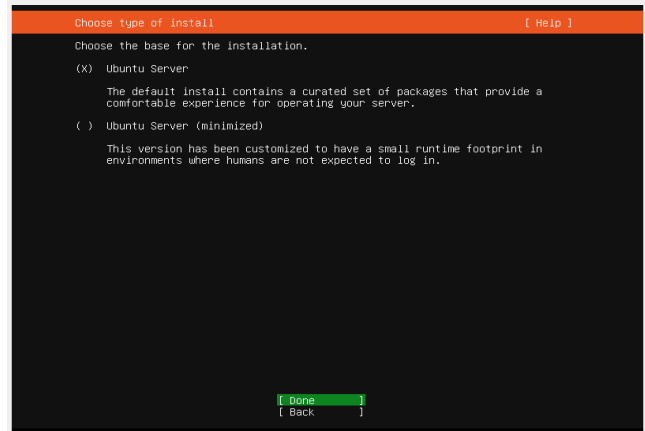 Choose type of install [ Help ]
Choose the base for the installation.
(X) Ubuntu Server
The default install contains a curated set of packages that provide a
comfortable experience for operating your server.
( ) Ubuntu Server (minimized)
This version has been customized to have a small runtime footprint in
environments where humans are not expected to log in.
[ Done ]
[ Back ]